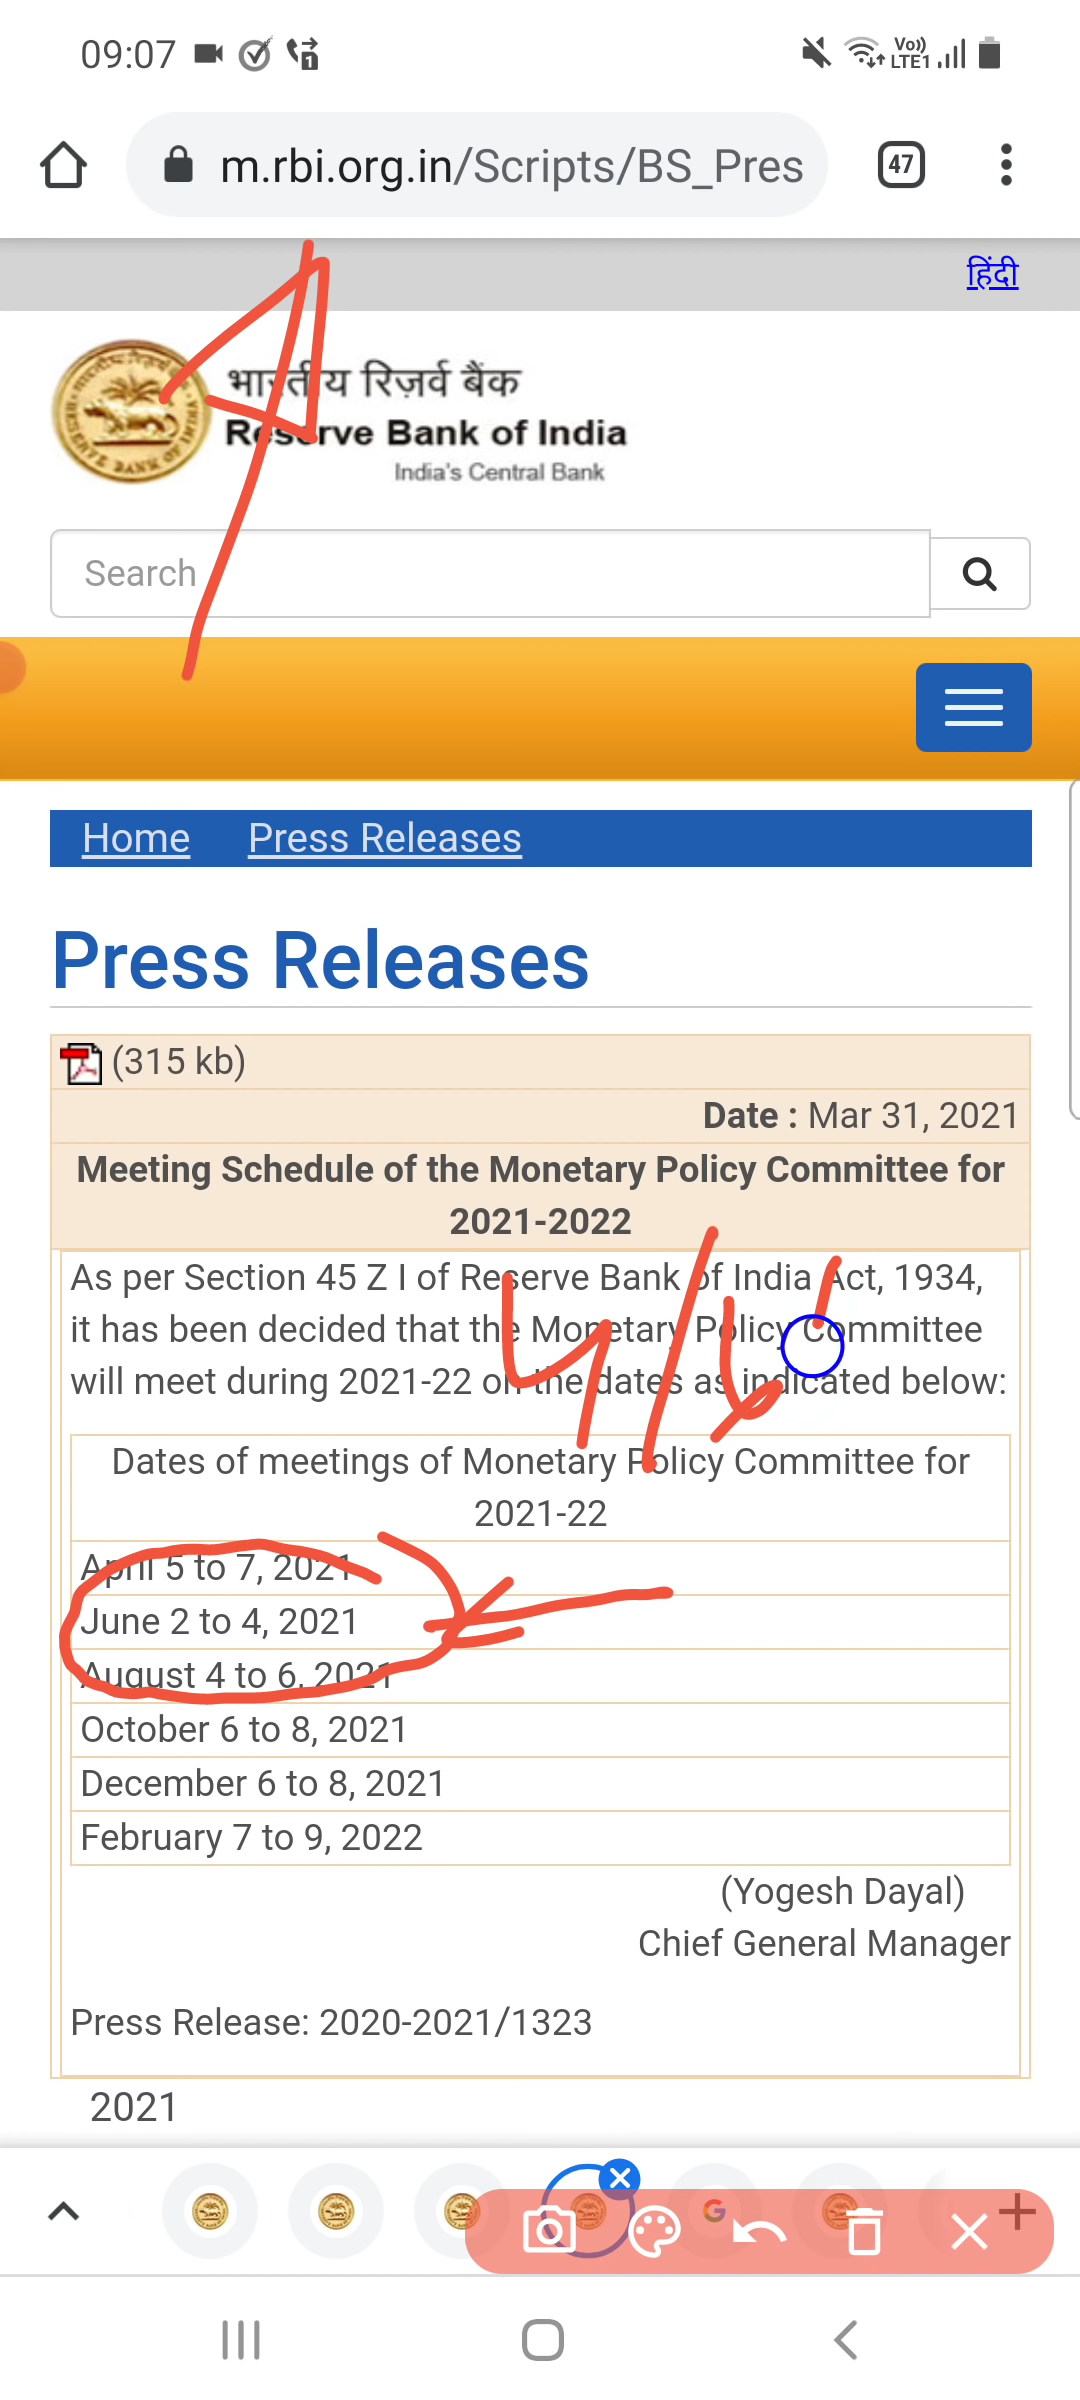 09:07
Vo))
LTE1
m.rbi.org.in/Scripts/BS_Pres
47
हिंदी
भारतीय रिज़र्व बैंक
Reserve Bank of India
India's Central Bank
Search
Home Press Releases
Press Releases
(315 kb)
Date : Mar 31, 2021
Meeting Schedule of the Monetary Policy Committee for
2021-2022
As per Section 45 Z I of Reserve Bank of India Act, 1934,
it has been decided that the Monetary Policy Committee
will meet during 2021-22 on the dates as indicated below:
4/6
Dates of meetings of Monetary Policy Committee for
2021-22
April 5 to 7, 2021
June 2 to 4, 2021
August 4 to 6, 2021
October 6 to 8, 2021
December 6 to 8, 2021
February 7 to 9, 2022
(Yogesh Dayal)
Chief General Manager
Press Release: 2020-2021/1323
2021